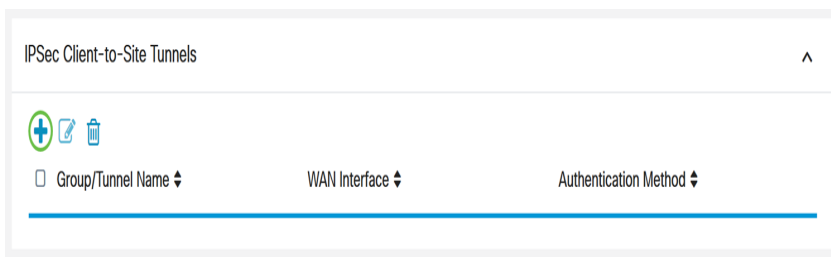 IPSec Client-to-Site Tunnels
Group/Tunnel Name WAN Interface Authentication Method